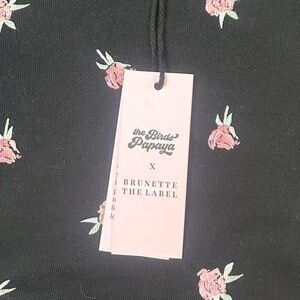 the Birds
Papaya
X
BRUNETTE
THE LABEL